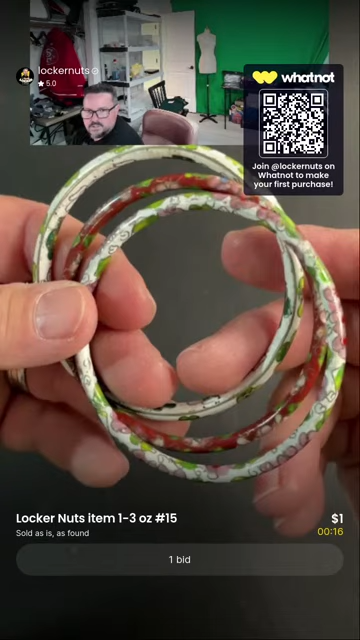 lockernuts
★ 5.0
whatnot
Join @lockernuts on
Whatnot to make
your first purchase!
Locker Nuts item 1-3 oz #15
$1
Sold as is, as found
00:16
1 bid